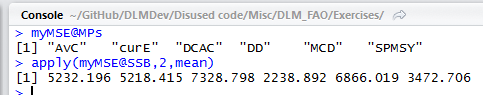 Console ~/GitHub/DLMDev/Disused code/Misc/DLM_FAO/Exercises/
> myMSE@MPs
[1] "AvC" "curE" "DCAC" "DD" "MCD" "SPMSY"
> apply(myMSE@SSB,2,mean)
[1] 5232.196 5218.415 7328.798 2238.892 6866.019 3472.706
>